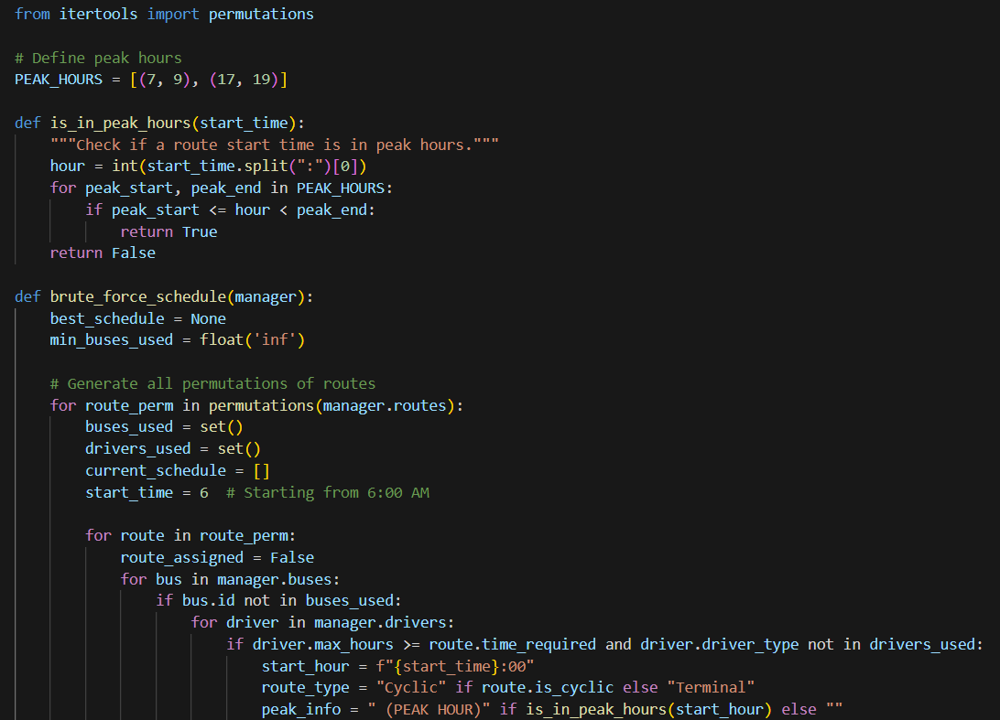 from itertools import permutations
# Define peak hours
PEAK_HOURS = [(7, 9), (17, 19)]
def is_in_peak_hours(start_time):
"""Check if a route start time is in peak hours."""
hour = int(start_time.split(":")[0])
for peak_start, peak_end in PEAK_HOURS:
if peak_start <= hour < peak_end:
return True
return False
def brute_force_schedule(manager):
best_schedule = None
min_buses_used = float('inf')
# Generate all permutations of routes
for route_perm in permutations(manager.routes):
buses_used = set()
drivers_used = set()
current_schedule = []
start_time = 6  # Starting from 6:00 AM
for route in route_perm:
route_assigned = False
for bus in manager.buses:
if bus.id not in buses_used:
for driver in manager.drivers:
if driver.max_hours >= route.time_required and driver.driver_type not in drivers_used:
start_hour = f"{start_time}:00"
route_type = "Cyclic" if route.is_cyclic else "Terminal"
peak_info = " (PEAK HOUR)" if is_in_peak_hours(start_hour) else ""